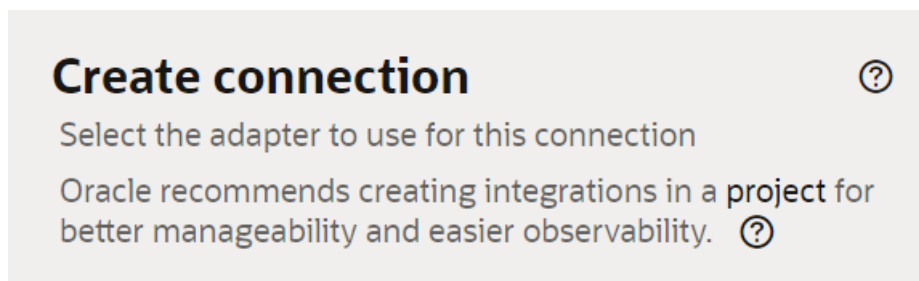 Create connection
Select the adapter to use for this connection
Oracle recommends creating integrations in a project for
better manageability and easier observability.